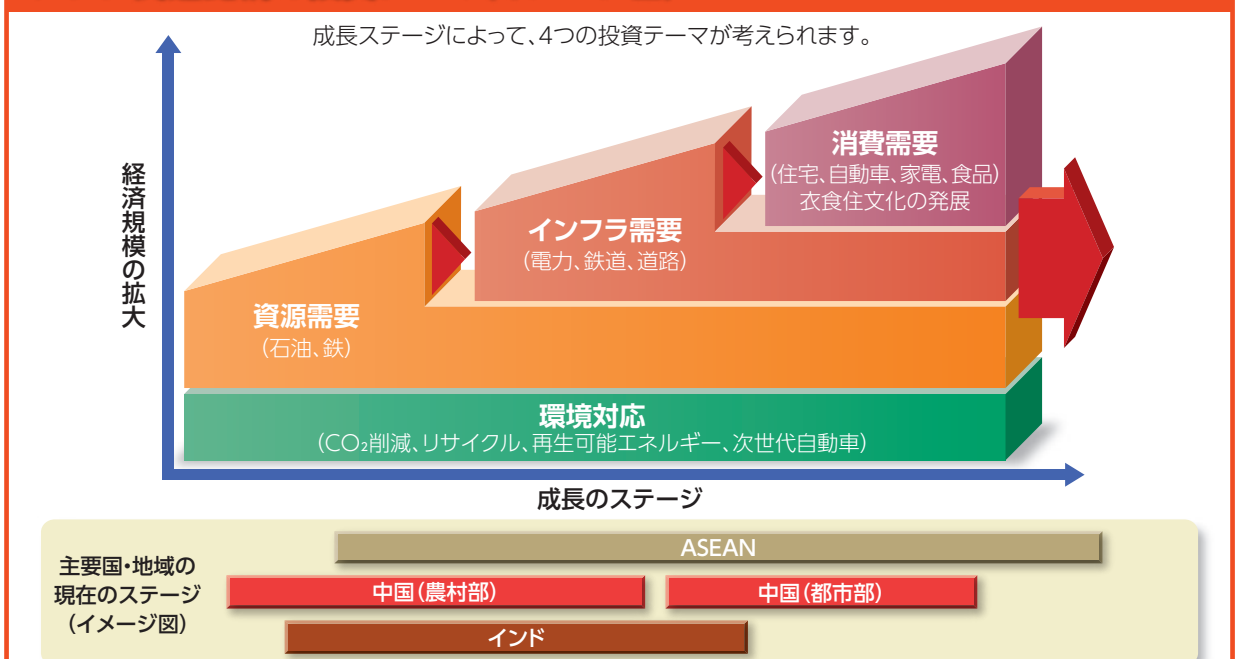 成長ステージによって、4つの投資テーマが考えられます。
経済規模の拡大
消費需要
（住宅、自動車、家電、食品）
衣食住文化の発展
インフラ需要
（電力、鉄道、道路）
資源需要
（石油、鉄）
環境対応
（CO₂削減、リサイクル、再生可能エネルギー、次世代自動車）
成長のステージ
主要国・地域の
現在のステージ
（イメージ図）
ASEAN
中国（農村部）
中国（都市部）
インド